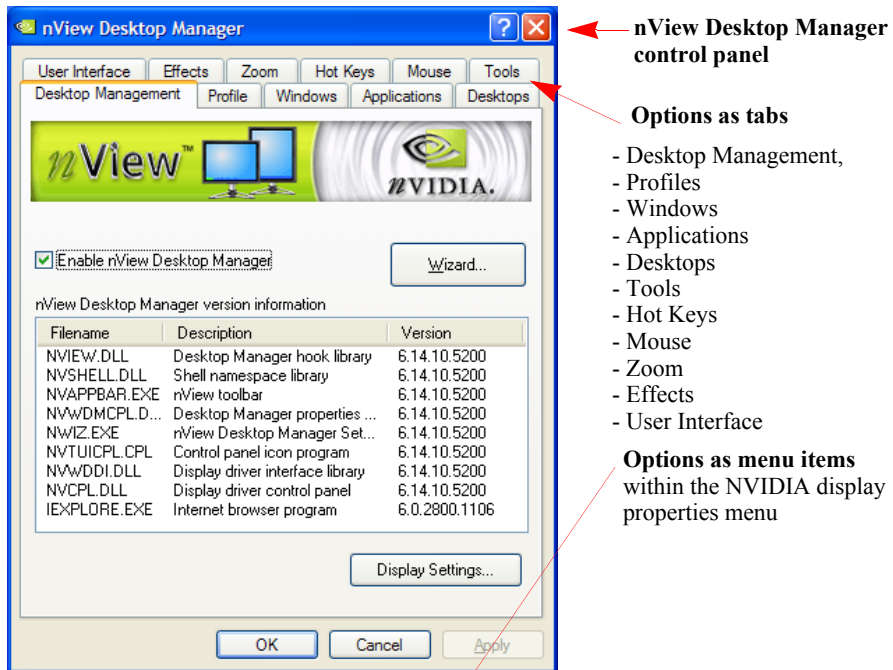 nView Desktop Manager
User Interface Effects Zoom Hot Keys Mouse Tools
Desktop Management Profile Windows Applications Desktops
nView™
nVIDIA.
Enable nView Desktop Manager
Wizard...
nView Desktop Manager version information
Filename Description Version
NVIEW.DLL Desktop Manager hook library 6.14.10.5200
NVSHELL.DLL Shell namespace library 6.14.10.5200
NVAPPBAR.EXE nView toolbar 6.14.10.5200
NVWDMCPL.D... Desktop Manager properties ... 6.14.10.5200
NWIZ.EXE nView Desktop Manager Set... 6.14.10.5200
NVTUICPL.CPL Control panel icon program 6.14.10.5200
NVWDDI.DLL Display driver interface library 6.14.10.5200
NVCPL.DLL Display driver control panel 6.14.10.5200
IEXPLORE.EXE Internet browser program 6.0.2800.1106
Display Settings...
OK Cancel Apply
nView Desktop Manager
control panel
Options as tabs
- Desktop Management,
- Profiles
- Windows
- Applications
- Desktops
- Tools
- Hot Keys
- Mouse
- Zoom
- Effects
- User Interface
Options as menu items
within the NVIDIA display
properties menu